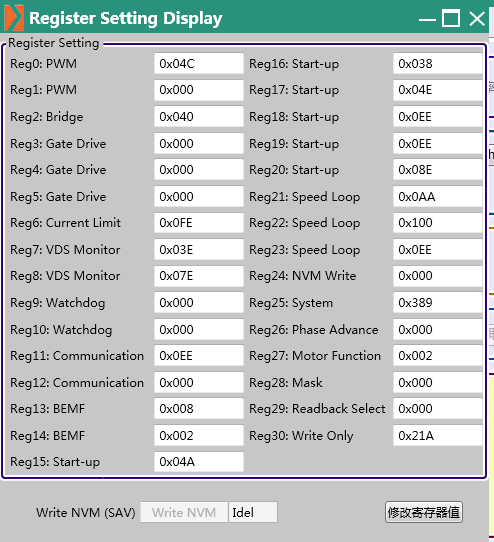 Register Setting Display
Register Setting
Reg0: PWM 0x04C Reg16: Start-up 0x038
Reg1: PWM 0x000 Reg17: Start-up 0x04E
Reg2: Bridge 0x040 Reg18: Start-up 0x0EE
Reg3: Gate Drive 0x000 Reg19: Start-up 0x0EE
Reg4: Gate Drive 0x000 Reg20: Start-up 0x08E
Reg5: Gate Drive 0x000 Reg21: Speed Loop 0x0AA
Reg6: Current Limit 0x0FE Reg22: Speed Loop 0x100
Reg7: VDS Monitor 0x03E Reg23: Speed Loop 0x0EE
Reg8: VDS Monitor 0x07E Reg24: NVM Write 0x000
Reg9: Watchdog 0x000 Reg25: System 0x389
Reg10: Watchdog 0x000 Reg26: Phase Advance 0x000
Reg11: Communication 0x0EE Reg27: Motor Function 0x002
Reg12: Communication 0x000 Reg28: Mask 0x000
Reg13: BEMF 0x008 Reg29: Readback Select 0x000
Reg14: BEMF 0x002 Reg30: Write Only 0x21A
Reg15: Start-up 0x04A
Write NVM (SAV) Write NVM Idel 修改寄存器值